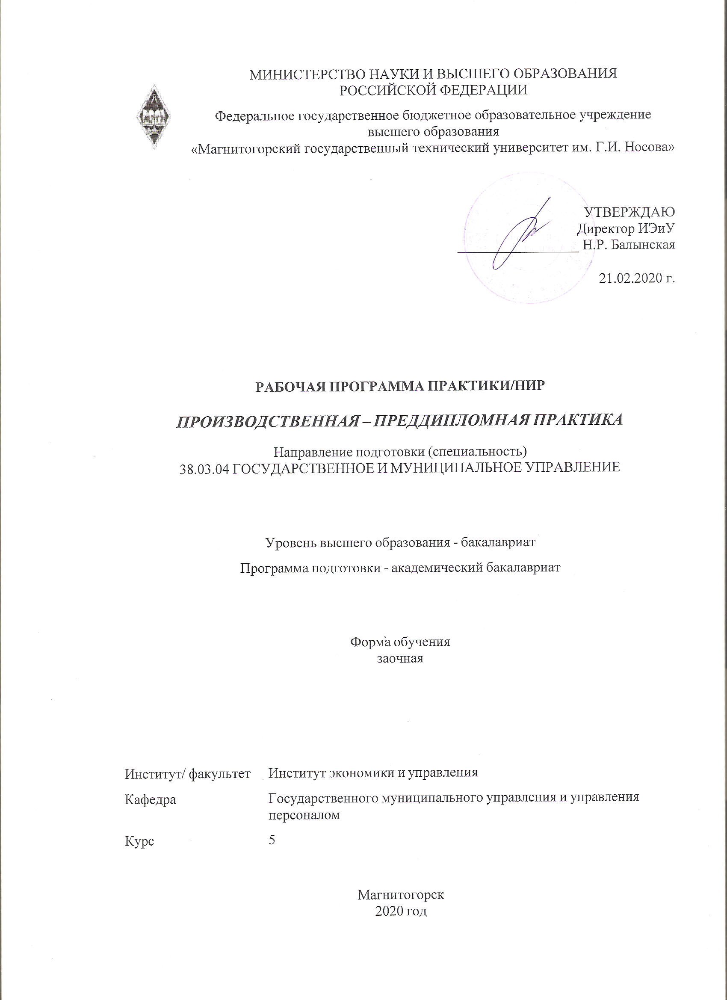 МИНИСТЕРСТВО НАУКИ И ВЫСШЕГО ОБРАЗОВАНИЯ
РОССИЙСКОЙ ФЕДЕРАЦИИ
Федеральное государственное бюджетное образовательное учреждение
высшего образования
«Магнитогорский государственный технический университет им. Г.И. Носова»
УТВЕРЖДАЮ
Директор ИЭиУ
Н.Р. Балынская
21.02.2020 г.
РАБОЧАЯ ПРОГРАММА ПРАКТИКИ/НИР
ПРОИЗВОДСТВЕННАЯ – ПРЕДДИПЛОМНАЯ ПРАКТИКА
Направление подготовки (специальность)
38.03.04 ГОСУДАРСТВЕННОЕ И МУНИЦИПАЛЬНОЕ УПРАВЛЕНИЕ
Уровень высшего образования - бакалавриат
Программа подготовки - академический бакалавриат
Форма обучения
заочная
Институт/ факультет Институт экономики и управления
Кафедра Государственного муниципального управления и управления
персоналом
Курс 5
Магнитогорск
2020 год